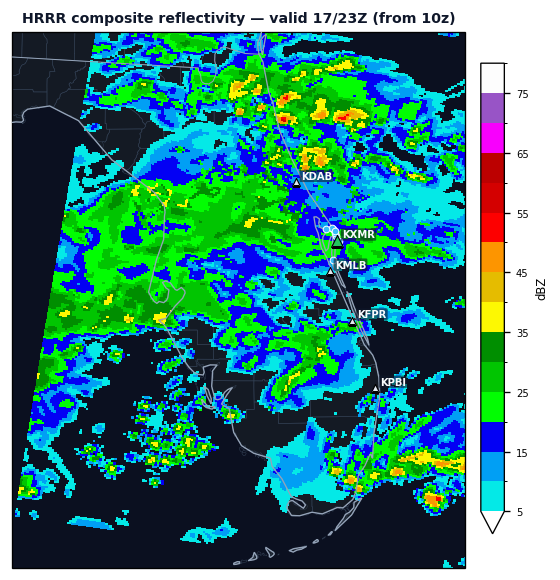 HRRR composite reflectivity — valid 17/23Z (from 10z)
KDAB
KXMR
KMLB
KFPR
KPBI
75
65
55
45
35
25
15
5
dBZ